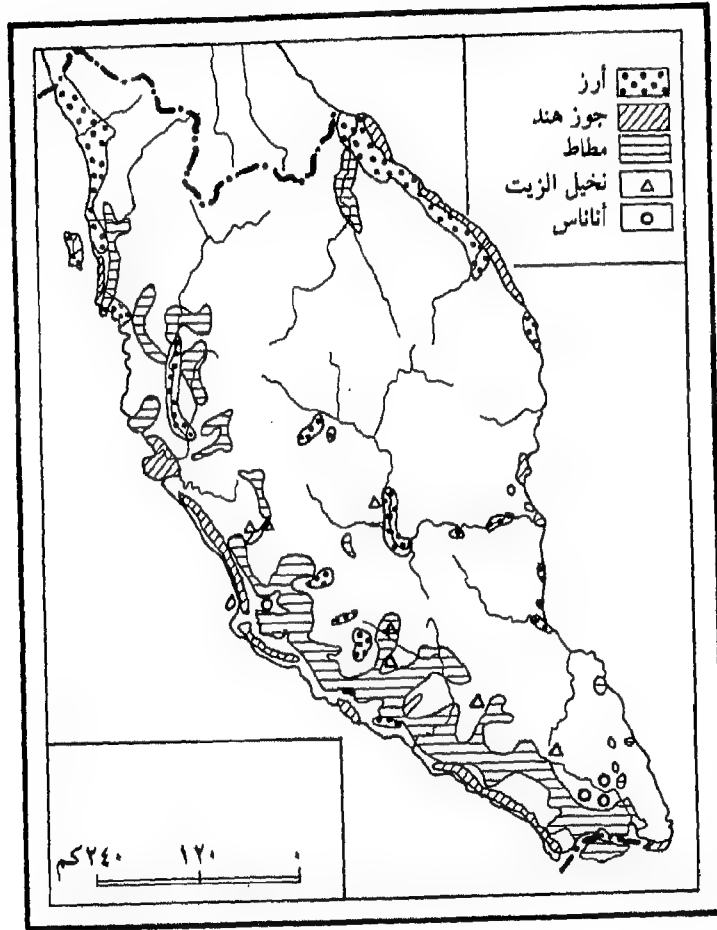 أرز
جوز هند
مطاط
نخيل الزيت
أناناس
٢٤٠كم ١٢٠ ٠